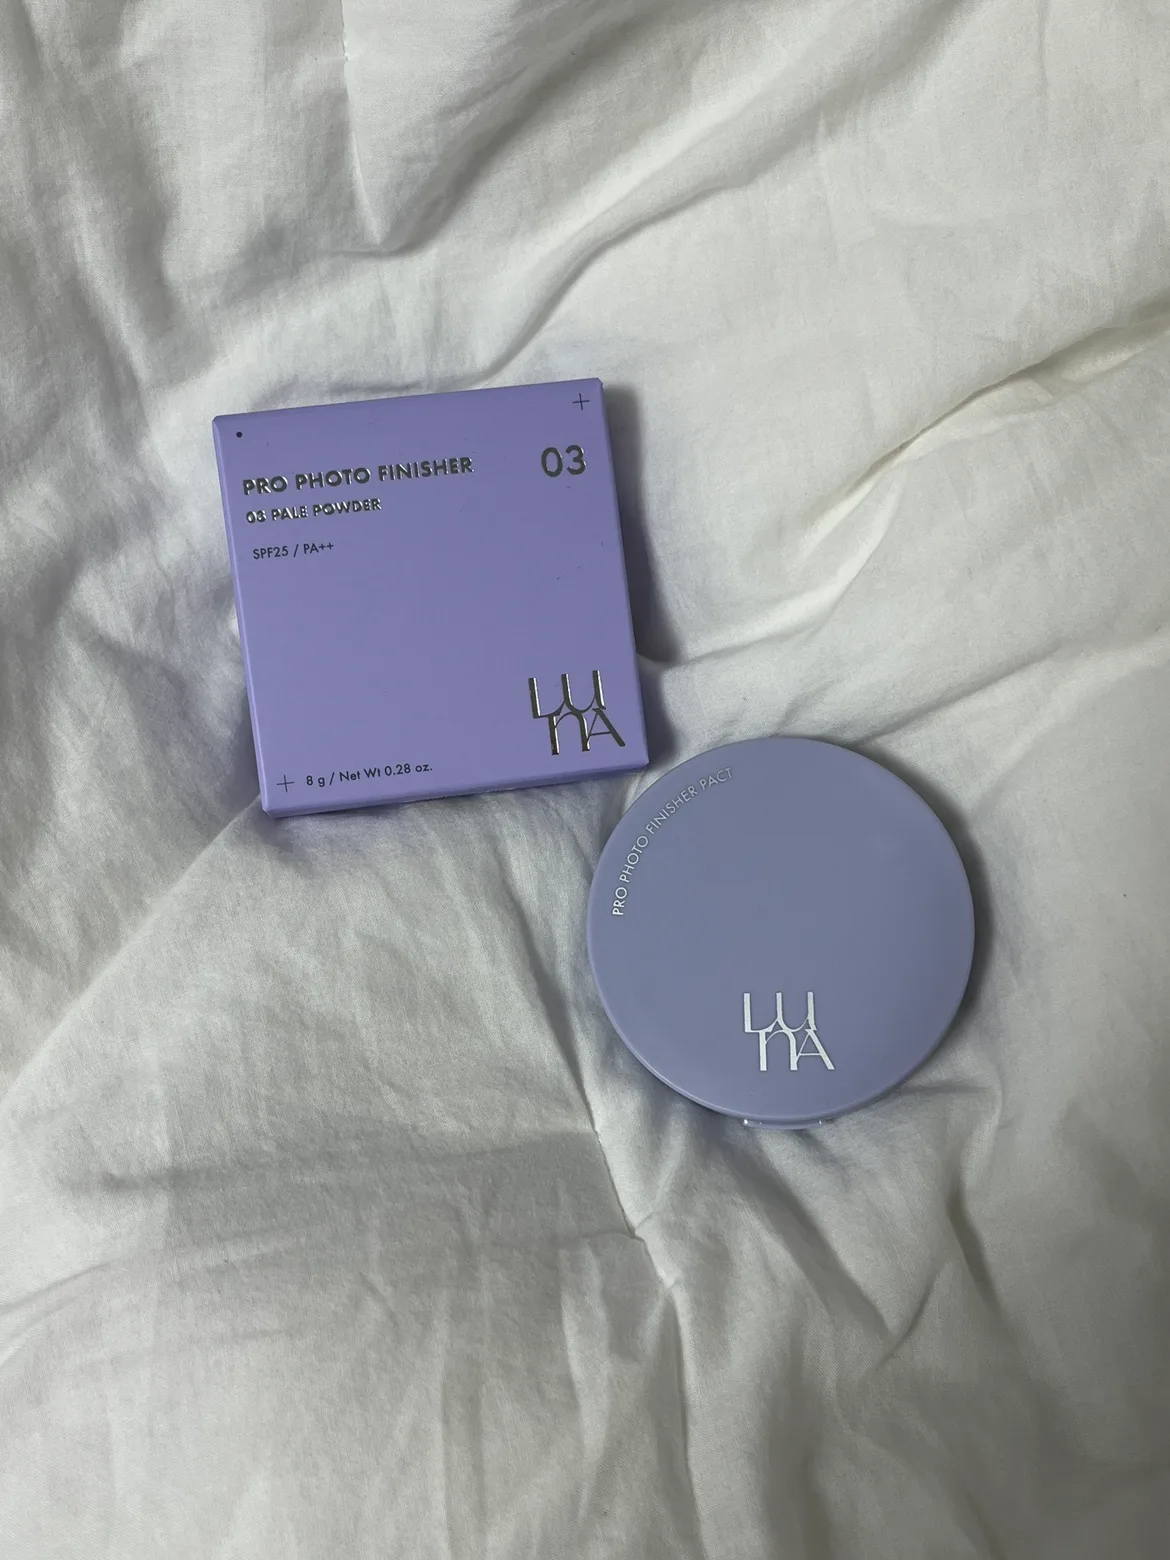 PRO PHOTO FINISHER
03
03 PALE POWDER
SPF25 / PA++
LUNA
8 g / Net Wt 0.28 oz.
PRO PHOTO FINISHER PACT
LUNA